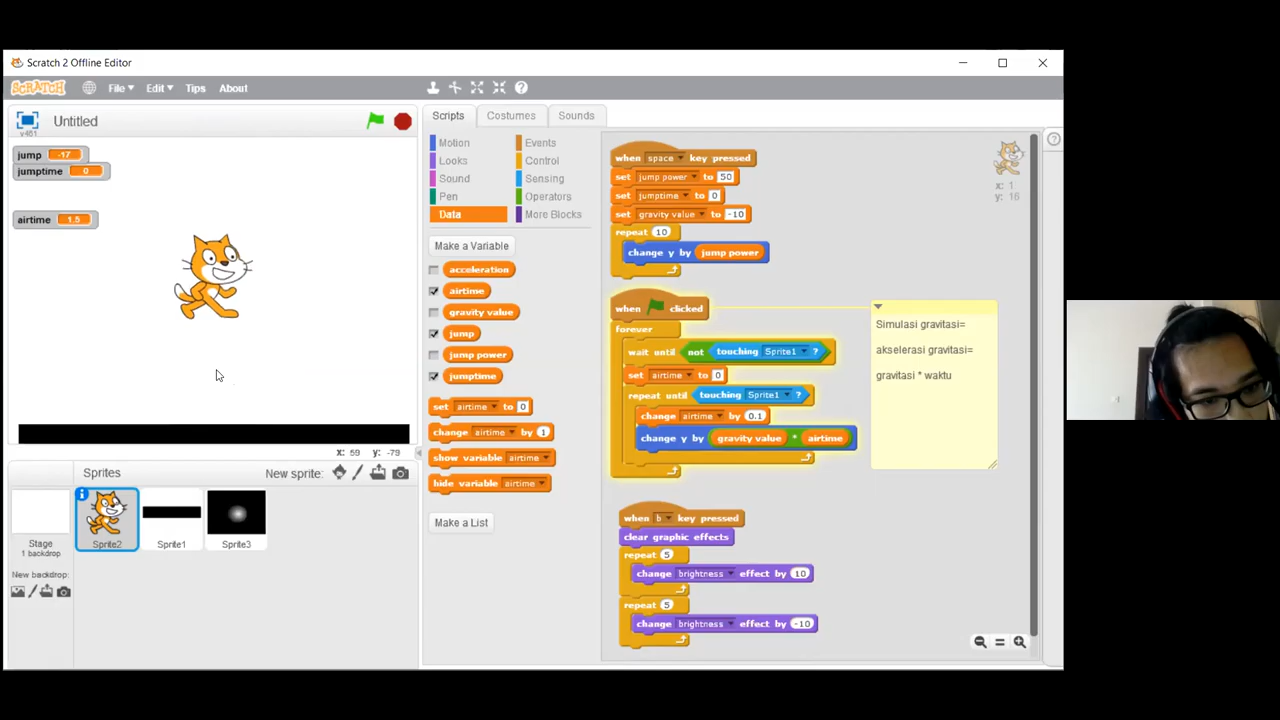 Scratch 2 Offline Editor
SCRATCH File Edit Tips About
v461 Untitled
jump -17
jumptime 0
airtime 1.5
x: 59 y: -79
Sprites New sprite:
Stage
1 backdrop
New backdrop:
Sprite2
Sprite1
Sprite3
Scripts Costumes Sounds
Motion Events
Looks Control
Sound Sensing
Pen Operators
Data More Blocks
Make a Variable
acceleration
airtime
gravity value
jump
jump power
jumptime
set airtime to 0
change airtime by 1
show variable airtime
hide variable airtime
Make a List
when space key pressed
set jump power to 50
set jumptime to 0
set gravity value to -10
repeat 10
change y by jump power
when clicked
forever
wait until not touching Sprite1 ?
set airtime to 0
repeat until touching Sprite1 ?
change airtime by 0.1
change y by gravity value * airtime
when b key pressed
clear graphic effects
repeat 5
change brightness effect by 10
repeat 5
change brightness effect by -10
Simulasi gravitasi=
akselerasi gravitasi=
gravitasi * waktu
x: 1
y: 16